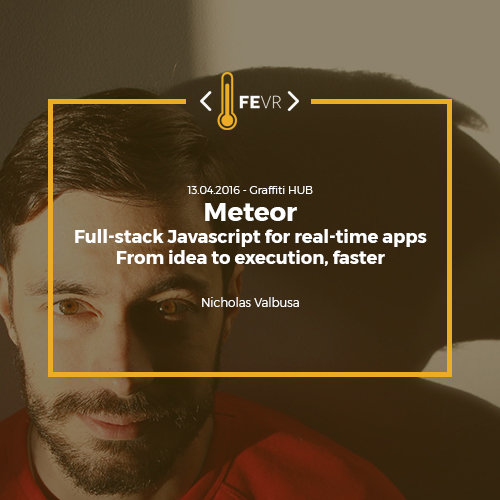 < FEVR >
13.04.2016 - Graffiti HUB
Meteor
Full-stack Javascript for real-time apps
From idea to execution, faster
Nicholas Valbusa